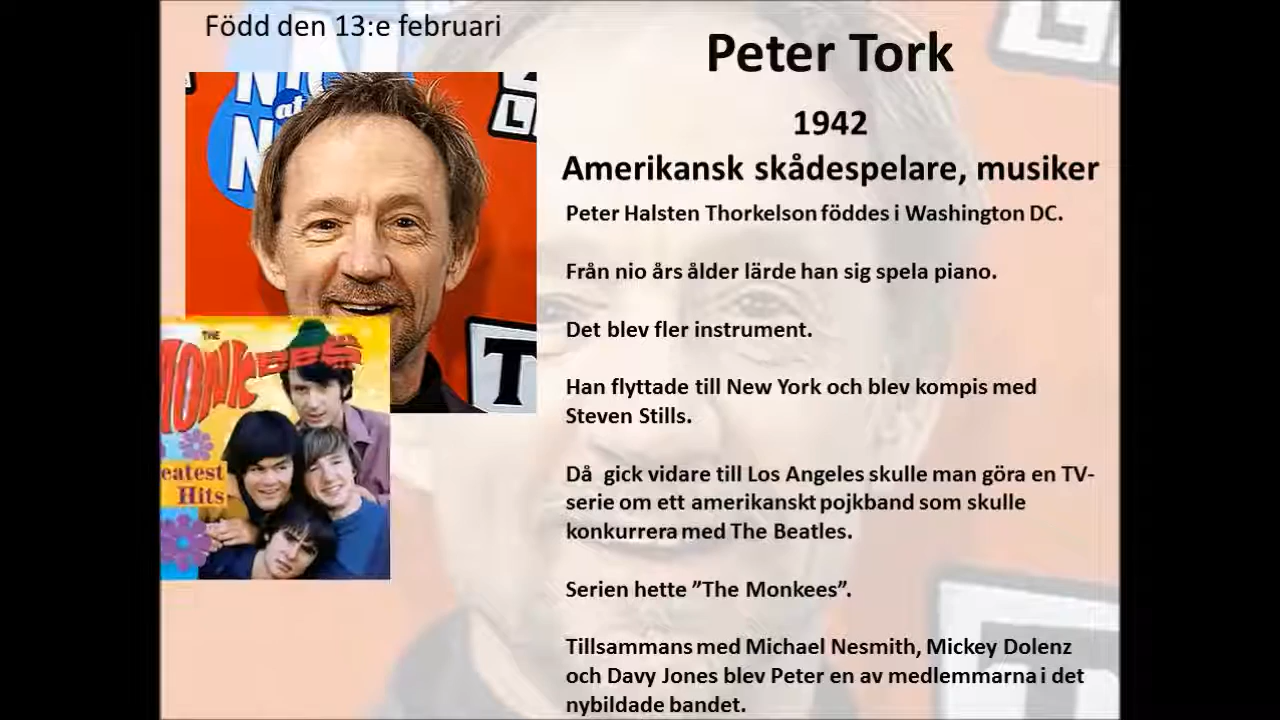 Född den 13:e februari
Peter Tork
1942
Amerikansk skådespelare, musiker
Peter Halsten Thorkelson föddes i Washington DC.
Från nio års ålder lärde han sig spela piano.
Det blev fler instrument.
Han flyttade till New York och blev kompis med
Steven Stills.
Då  gick vidare till Los Angeles skulle man göra en TV-
serie om ett amerikanskt pojkband som skulle
konkurrera med The Beatles.
Serien hette ”The Monkees”.
Tillsammans med Michael Nesmith, Mickey Dolenz
och Davy Jones blev Peter en av medlemmarna i det
nybildade bandet.
at
N
L
T
THE
MONKEES
eatest
Hits